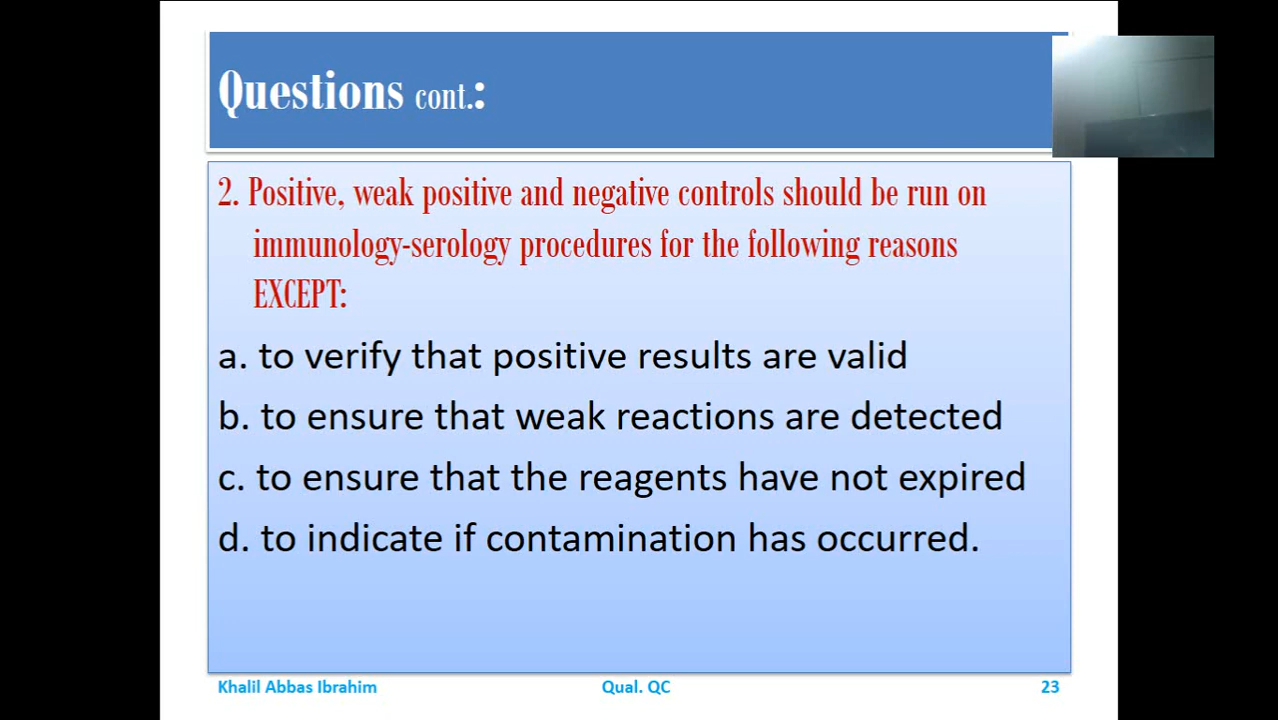 Questions cont.:
2. Positive, weak positive and negative controls should be run on
immunology-serology procedures for the following reasons
EXCEPT:
a. to verify that positive results are valid
b. to ensure that weak reactions are detected
c. to ensure that the reagents have not expired
d. to indicate if contamination has occurred.
Khalil Abbas Ibrahim Qual. QC 23